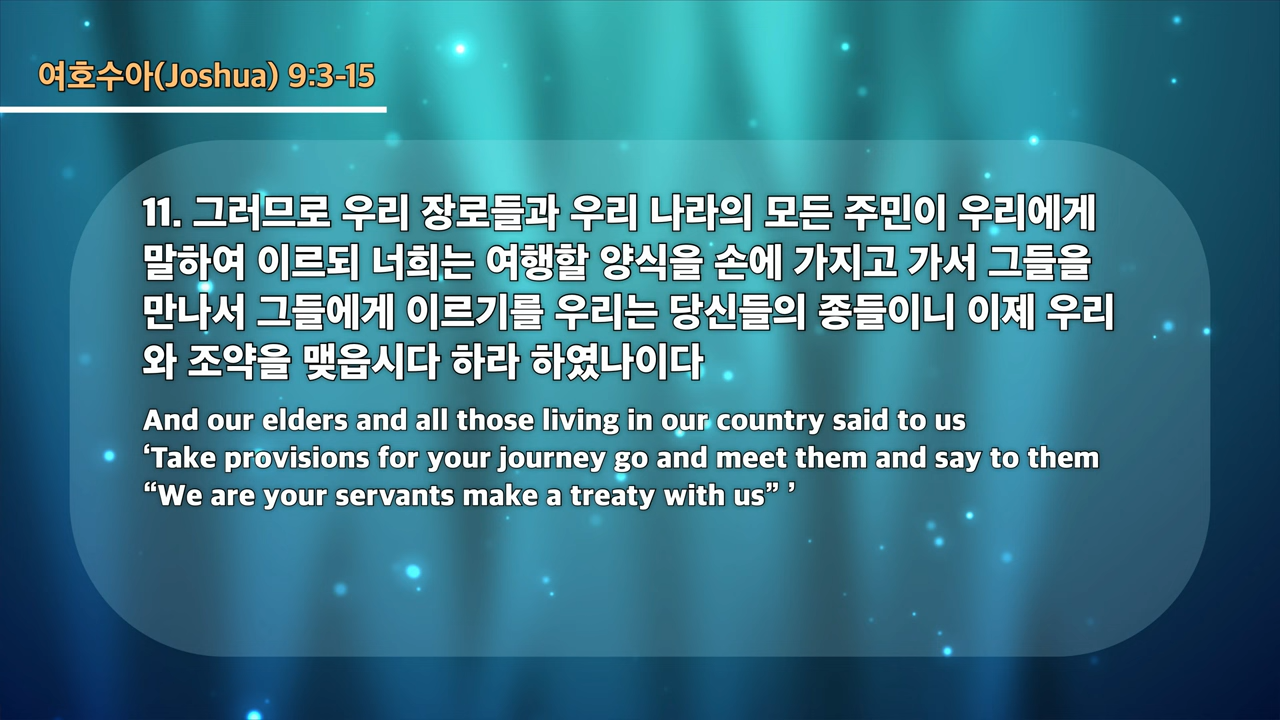 여호수아(Joshua) 9:3-15
11. 그러므로 우리 장로들과 우리 나라의 모든 주민이 우리에게
말하여 이르되 너희는 여행할 양식을 손에 가지고 가서 그들을
만나서 그들에게 이르기를 우리는 당신들의 종들이니 이제 우리
와 조약을 맺읍시다 하라 하였나이다
And our elders and all those living in our country said to us
‘Take provisions for your journey go and meet them and say to them
“We are your servants make a treaty with us” ’